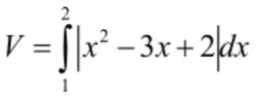 V = ∫₁² |x² − 3x + 2| dx